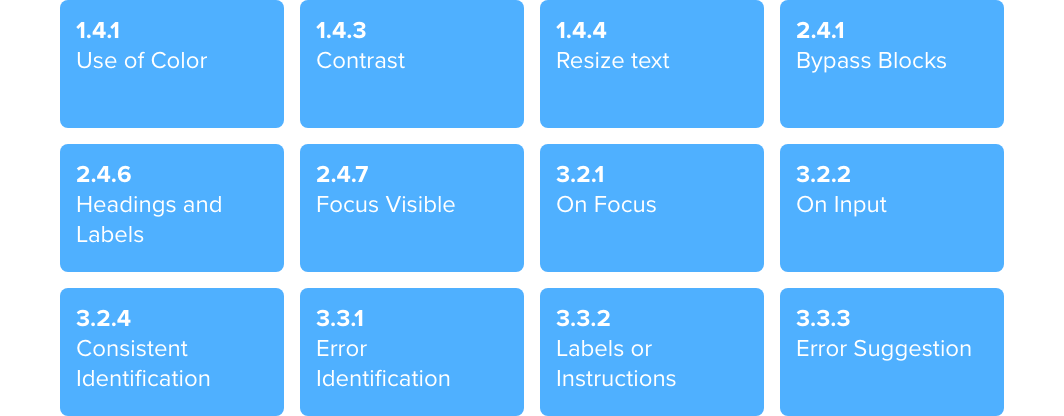 1.4.1
Use of Color
1.4.3
Contrast
1.4.4
Resize text
2.4.1
Bypass Blocks
2.4.6
Headings and
Labels
2.4.7
Focus Visible
3.2.1
On Focus
3.2.2
On Input
3.2.4
Consistent
Identification
3.3.1
Error
Identification
3.3.2
Labels or
Instructions
3.3.3
Error Suggestion